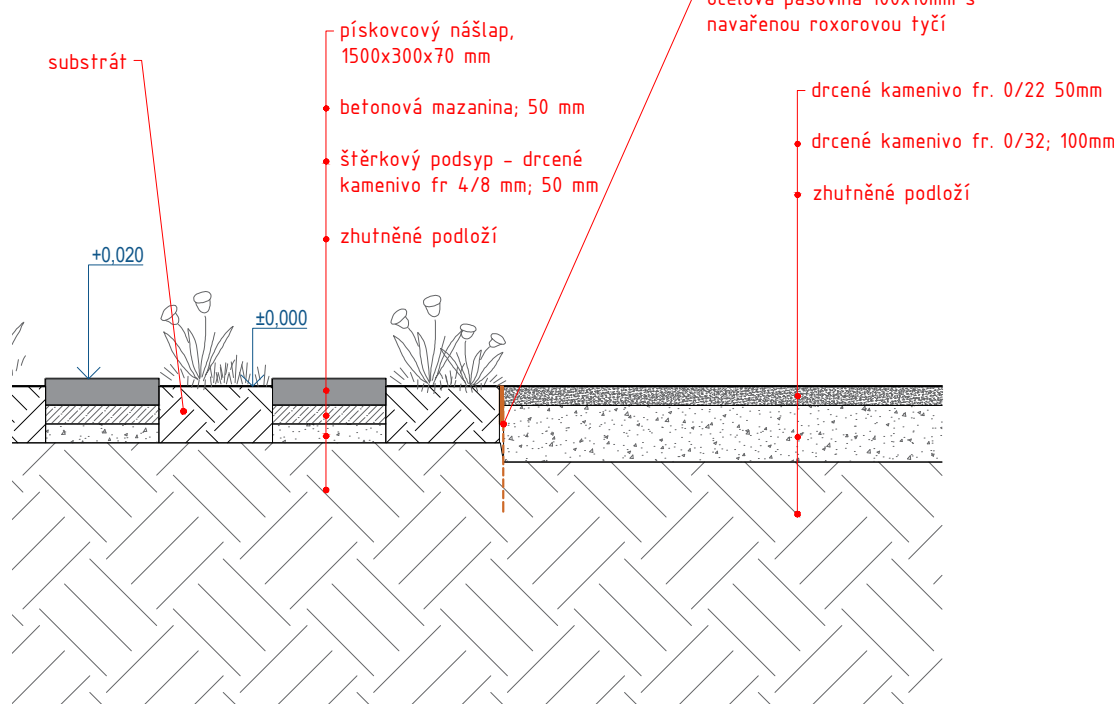 ocelová pásovina 100x10mm s
navařenou roxorovou tyčí
pískovcový nášlap,
1500x300x70 mm
substrát
betonová mazanina; 50 mm
štěrkový podsyp - drcené
kamenivo fr 4/8 mm; 50 mm
zhutněné podloží
drcené kamenivo fr. 0/22 50mm
drcené kamenivo fr. 0/32; 100mm
zhutněné podloží
+0,020
±0,000